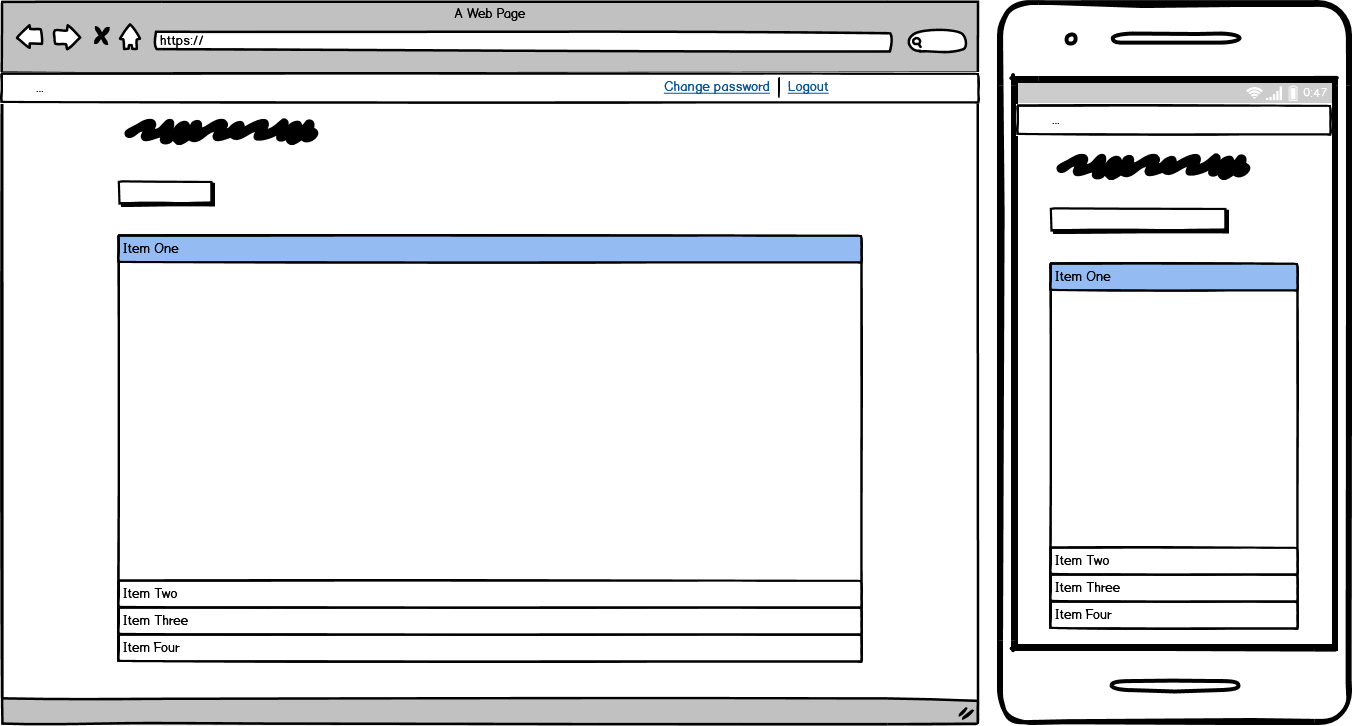 A Web Page
https://
...
Change password
Logout
Item One
Item Two
Item Three
Item Four
0:47
...
Item One
Item Two
Item Three
Item Four